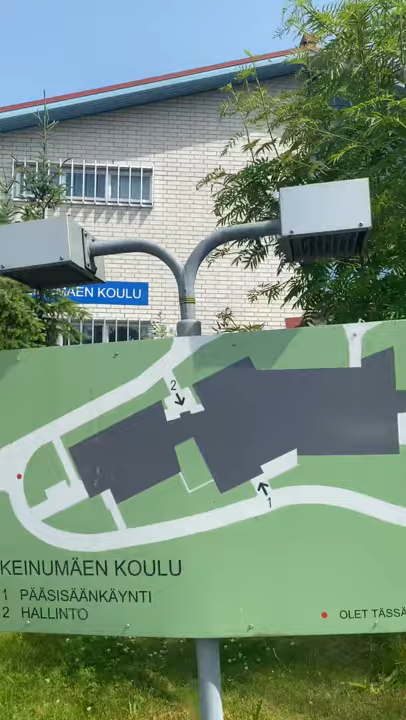 MÄEN KOULU
2
1
KEINUMÄEN KOULU
1 PÄÄSISÄÄNKÄYNTI
2 HALLINTO
OLET TÄSSÄ